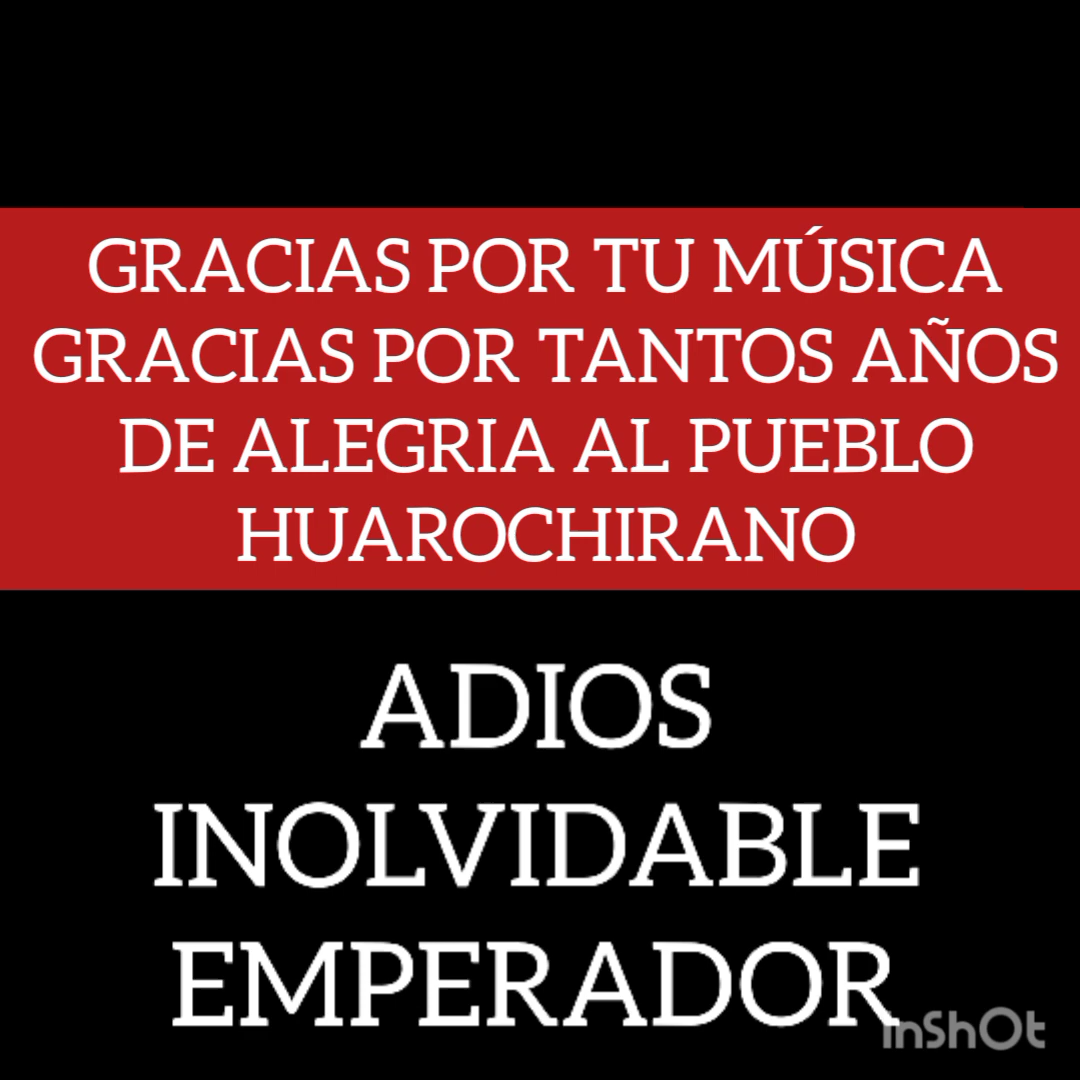 GRACIAS POR TU MÚSICA
GRACIAS POR TANTOS AÑOS
DE ALEGRIA AL PUEBLO
HUAROCHIRANO
ADIOS
INOLVIDABLE
EMPERADOR
InShOt